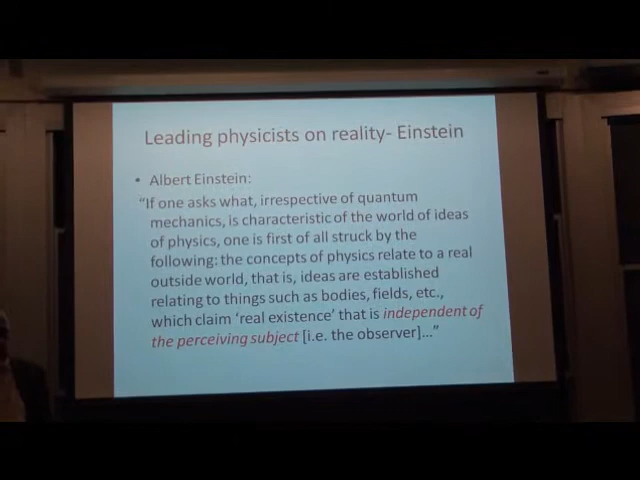 Leading physicists on reality- Einstein
• Albert Einstein:
“If one asks what, irrespective of quantum
mechanics, is characteristic of the world of ideas
of physics, one is first of all struck by the
following: the concepts of physics relate to a real
outside world, that is, ideas are established
relating to things such as bodies, fields, etc.,
which claim ‘real existence’ that is independent of
the perceiving subject [i.e. the observer]…”